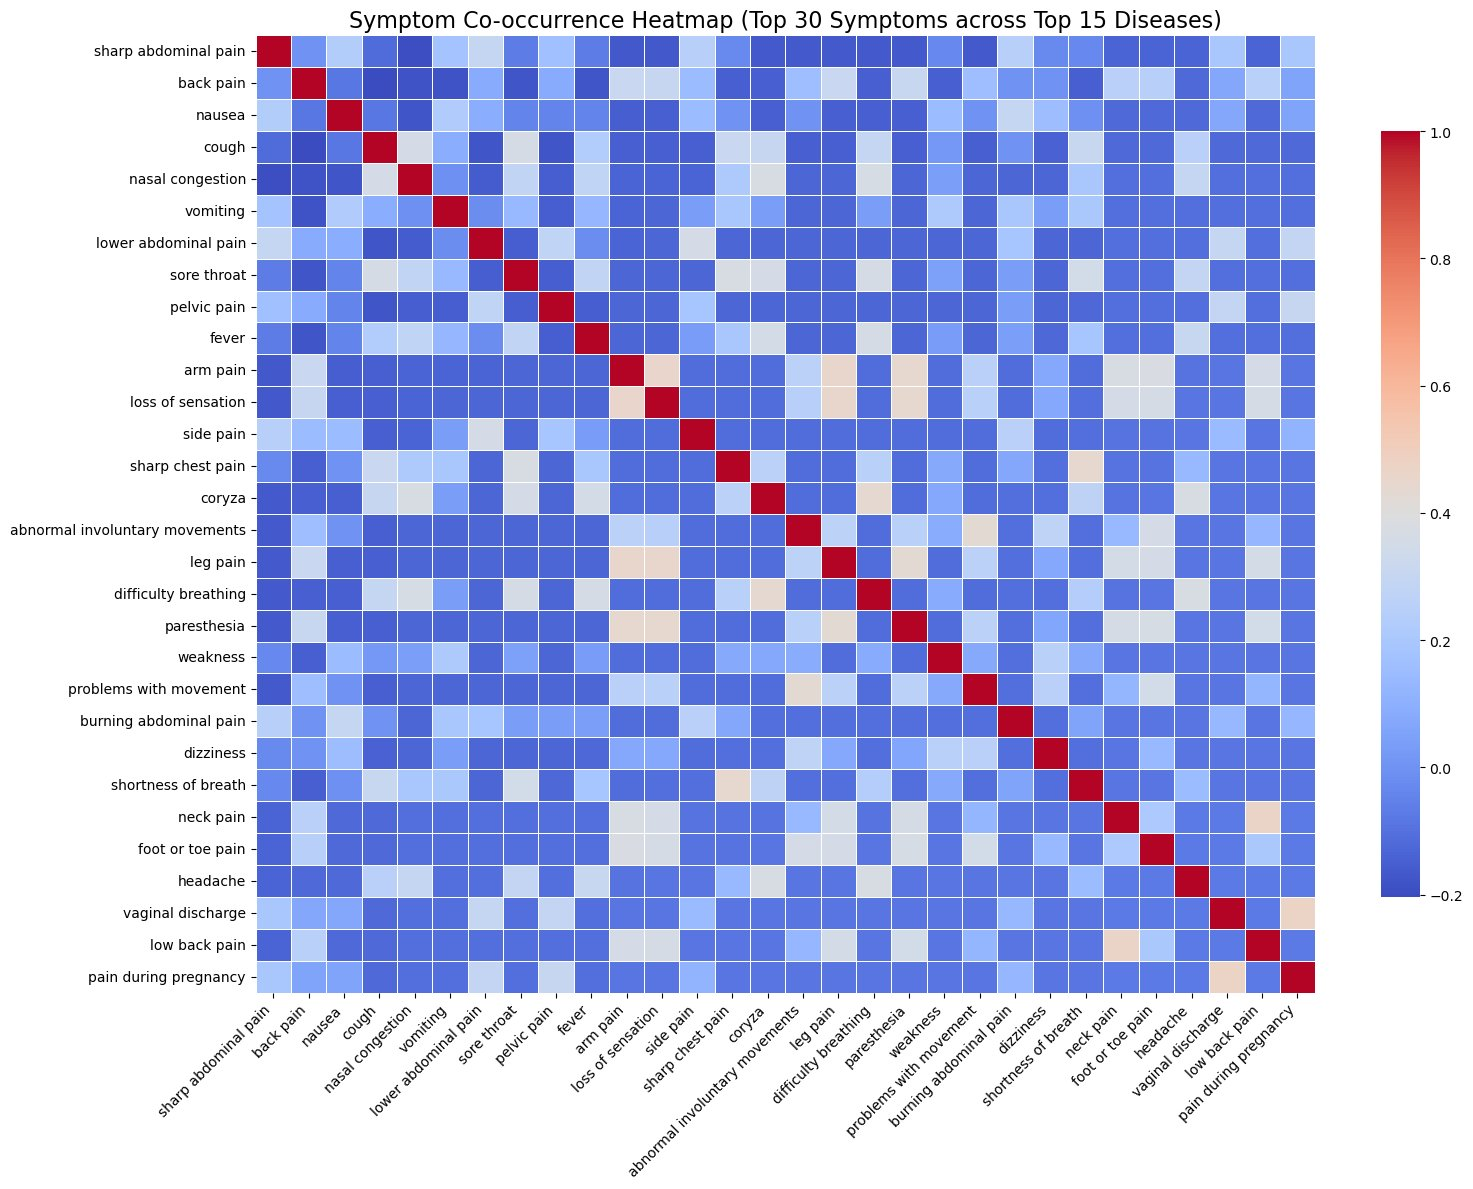 Symptom Co-occurrence Heatmap (Top 30 Symptoms across Top 15 Diseases)
sharp abdominal pain
back pain
nausea
cough
nasal congestion
vomiting
lower abdominal pain
sore throat
pelvic pain
fever
arm pain
loss of sensation
side pain
sharp chest pain
coryza
abnormal involuntary movements
leg pain
difficulty breathing
paresthesia
weakness
problems with movement
burning abdominal pain
dizziness
shortness of breath
neck pain
foot or toe pain
headache
vaginal discharge
low back pain
pain during pregnancy
sharp abdominal pain
back pain
nausea
cough
nasal congestion
vomiting
lower abdominal pain
sore throat
pelvic pain
fever
arm pain
loss of sensation
side pain
sharp chest pain
coryza
abnormal involuntary movements
leg pain
difficulty breathing
paresthesia
weakness
problems with movement
burning abdominal pain
dizziness
shortness of breath
neck pain
foot or toe pain
headache
vaginal discharge
low back pain
pain during pregnancy
1.0
0.8
0.6
0.4
0.2
0.0
−0.2